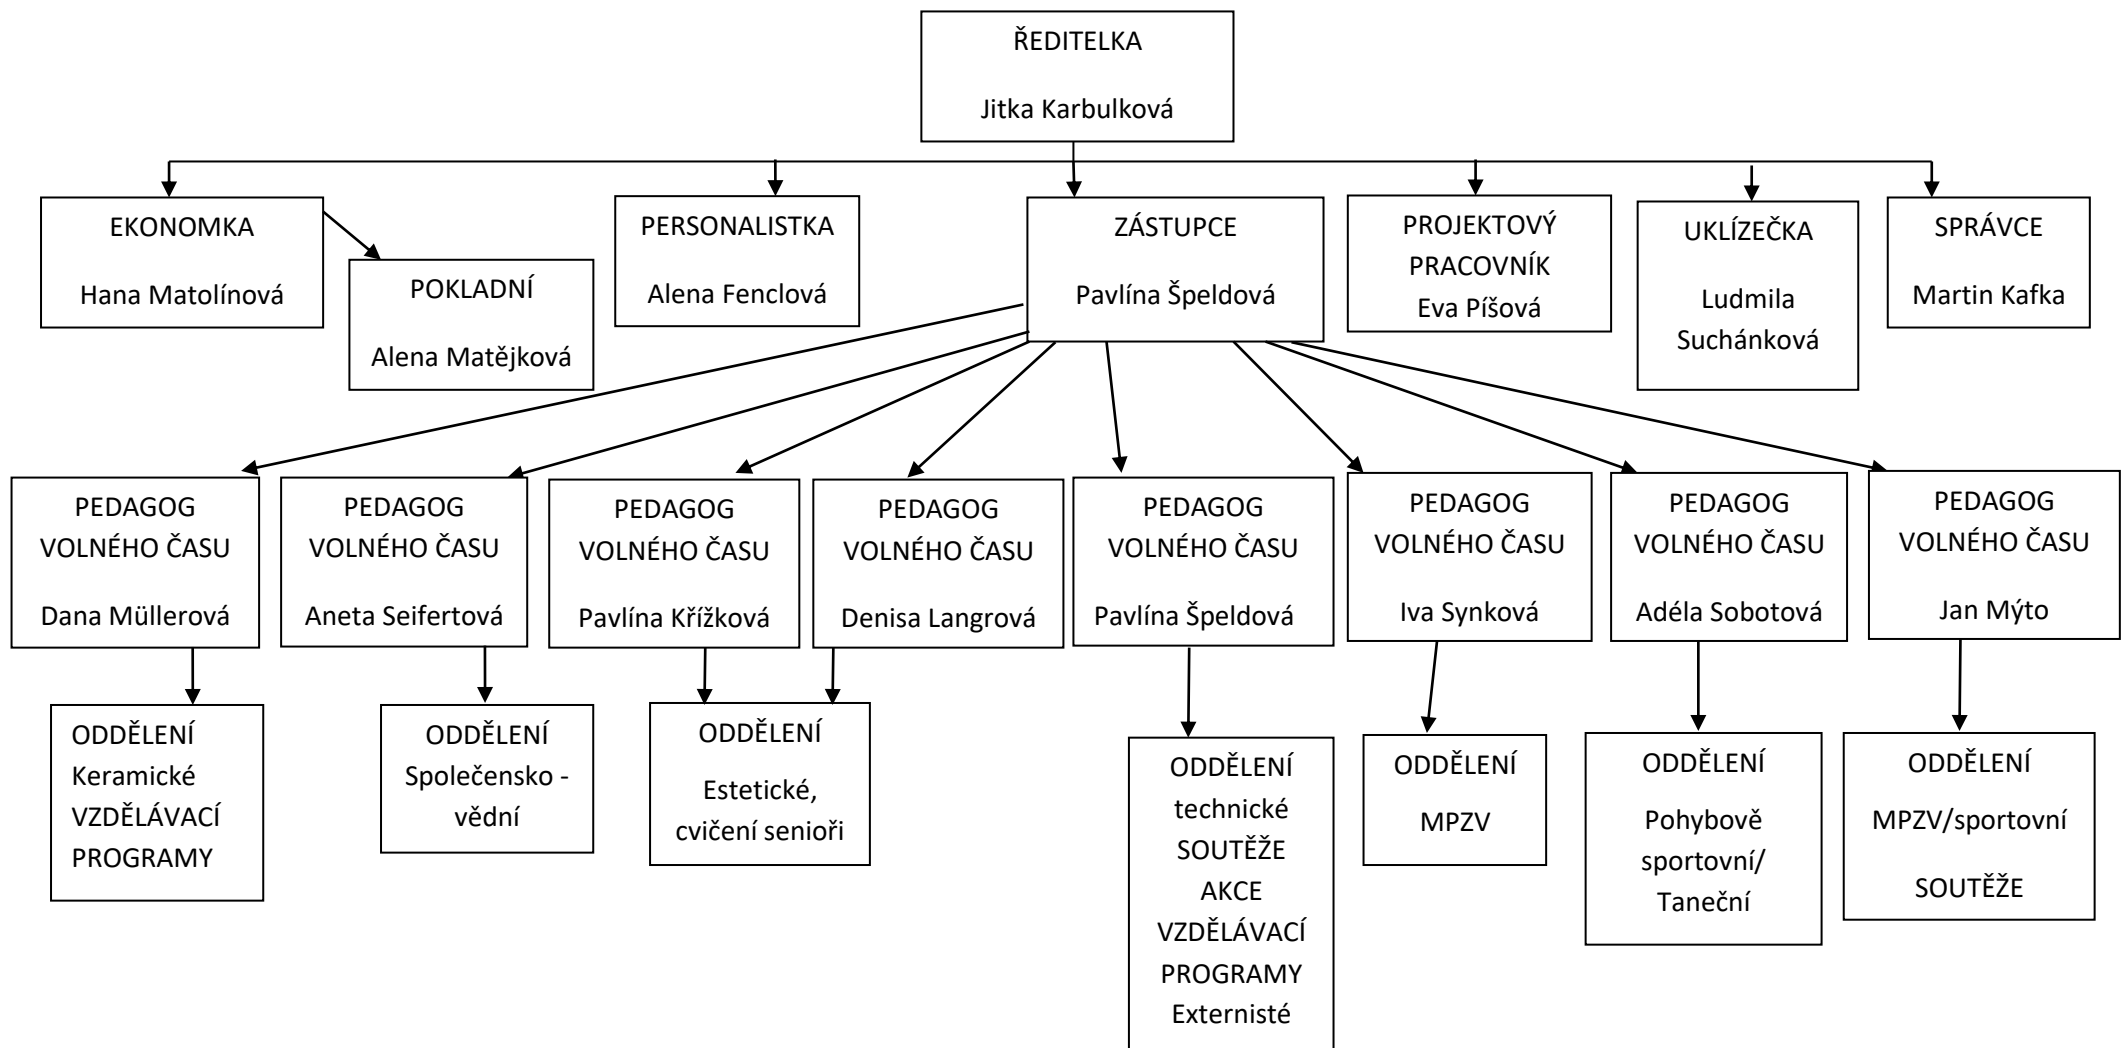 ŘEDITELKA
Jitka Karbulková
EKONOMKA
Hana Matolínová
POKLADNÍ
Alena Matějková
PERSONALISTKA
Alena Fenclová
ZÁSTUPCE
Pavlína Špeldová
PROJEKTOVÝ
PRACOVNÍK
Eva Píšová
UKLÍZEČKA
Ludmila
Suchánková
SPRÁVCE
Martin Kafka
PEDAGOG
VOLNÉHO ČASU
Dana Müllerová
PEDAGOG
VOLNÉHO ČASU
Aneta Seifertová
PEDAGOG
VOLNÉHO ČASU
Pavlína Křížková
PEDAGOG
VOLNÉHO ČASU
Denisa Langrová
PEDAGOG
VOLNÉHO ČASU
Pavlína Špeldová
PEDAGOG
VOLNÉHO ČASU
Iva Synková
PEDAGOG
VOLNÉHO ČASU
Adéla Sobotová
PEDAGOG
VOLNÉHO ČASU
Jan Mýto
ODDĚLENÍ
Keramické
VZDĚLÁVACÍ
PROGRAMY
ODDĚLENÍ
Společensko -
vědní
ODDĚLENÍ
Estetické,
cvičení senioři
ODDĚLENÍ
technické
SOUTĚŽE
AKCE
VZDĚLÁVACÍ
PROGRAMY
Externisté
ODDĚLENÍ
MPZV
ODDĚLENÍ
Pohybově
sportovní/
Taneční
ODDĚLENÍ
MPZV/sportovní
SOUTĚŽE